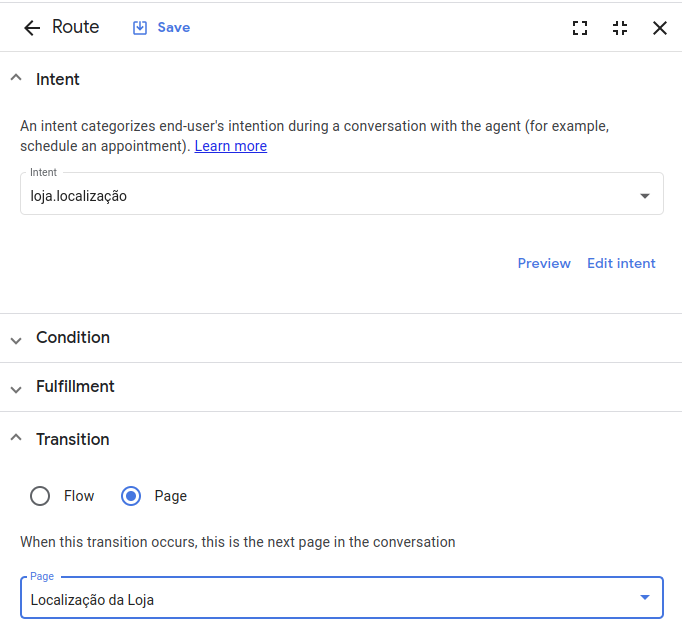 Route
Save
Intent
An intent categorizes end-user's intention during a conversation with the agent (for example,
schedule an appointment). Learn more
Intent
loja.localização
Preview
Edit intent
Condition
Fulfillment
Transition
Flow
Page
When this transition occurs, this is the next page in the conversation
Page
Localização da Loja